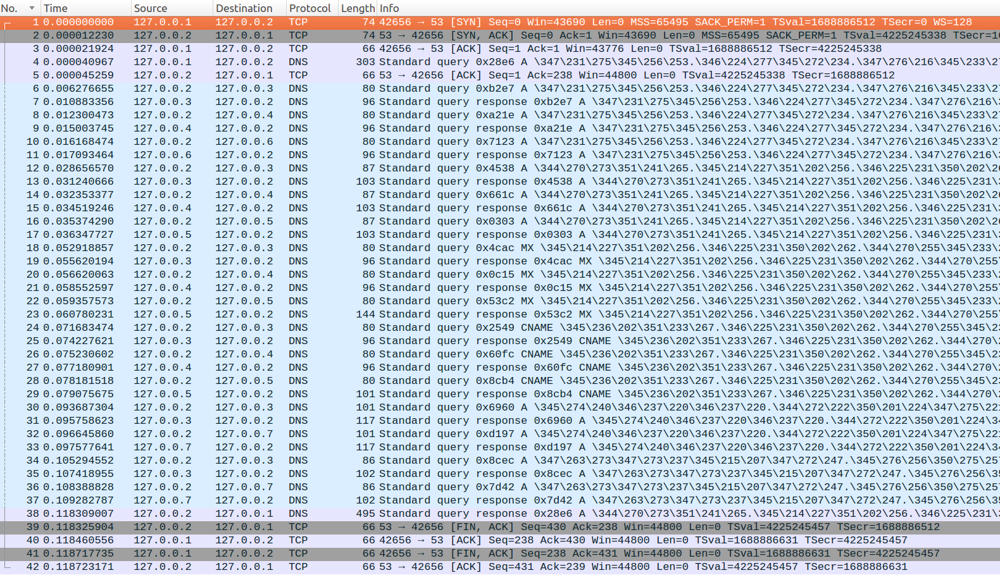 No. Time Source Destination Protocol Length Info
1 0.000000000 127.0.0.1 127.0.0.2 TCP 74 42656 → 53 [SYN] Seq=0 Win=43690 Len=0 MSS=65495 SACK_PERM=1 TSval=1688886512 TSecr=0 WS=128
2 0.000012230 127.0.0.2 127.0.0.1 TCP 74 53 → 42656 [SYN, ACK] Seq=0 Ack=1 Win=43690 Len=0 MSS=65495 SACK_PERM=1 TSval=4225245338 TSecr=1
3 0.000021924 127.0.0.1 127.0.0.2 TCP 66 42656 → 53 [ACK] Seq=1 Ack=1 Win=43776 Len=0 TSval=1688886512 TSecr=4225245338
4 0.000040967 127.0.0.1 127.0.0.2 DNS 303 Standard query 0x28e6 A \347\231\275\345\256\253.\346\224\277\345\272\234.\347\276\216\345\233\2
5 0.000045259 127.0.0.2 127.0.0.1 TCP 66 53 → 42656 [ACK] Seq=1 Ack=238 Win=44800 Len=0 TSval=4225245338 TSecr=1688886512
6 0.006276655 127.0.0.2 127.0.0.3 DNS 80 Standard query 0xb2e7 A \347\231\275\345\256\253.\346\224\277\345\272\234.\347\276\216\345\233\2
7 0.010883356 127.0.0.3 127.0.0.2 DNS 96 Standard query response 0xb2e7 A \347\231\275\345\256\253.\346\224\277\345\272\234.\347\276\216\
8 0.012300473 127.0.0.2 127.0.0.4 DNS 80 Standard query 0xa21e A \347\231\275\345\256\253.\346\224\277\345\272\234.\347\276\216\345\233\2
9 0.015003745 127.0.0.4 127.0.0.2 DNS 96 Standard query response 0xa21e A \347\231\275\345\256\253.\346\224\277\345\272\234.\347\276\216\
10 0.016168474 127.0.0.2 127.0.0.6 DNS 80 Standard query 0x7123 A \347\231\275\345\256\253.\346\224\277\345\272\234.\347\276\216\345\233\2
11 0.017093464 127.0.0.6 127.0.0.2 DNS 96 Standard query response 0x7123 A \347\231\275\345\256\253.\346\224\277\345\272\234.\347\276\216\
12 0.028656570 127.0.0.2 127.0.0.3 DNS 87 Standard query 0x4538 A \344\270\273\351\241\265.\345\214\227\351\202\256.\346\225\231\350\202\2
13 0.031240666 127.0.0.3 127.0.0.2 DNS 103 Standard query response 0x4538 A \344\270\273\351\241\265.\345\214\227\351\202\256.\346\225\231\
14 0.032353377 127.0.0.2 127.0.0.4 DNS 87 Standard query 0x661c A \344\270\273\351\241\265.\345\214\227\351\202\256.\346\225\231\350\202\2
15 0.034519246 127.0.0.4 127.0.0.2 DNS 103 Standard query response 0x661c A \344\270\273\351\241\265.\345\214\227\351\202\256.\346\225\231\
16 0.035374290 127.0.0.2 127.0.0.5 DNS 87 Standard query 0x0303 A \344\270\273\351\241\265.\345\214\227\351\202\256.\346\225\231\350\202\2
17 0.036347727 127.0.0.5 127.0.0.2 DNS 103 Standard query response 0x0303 A \344\270\273\351\241\265.\345\214\227\351\202\256.\346\225\231\
18 0.052918857 127.0.0.2 127.0.0.3 DNS 80 Standard query 0x4cac MX \345\214\227\351\202\256.\346\225\231\350\202\262.\344\270\255\345\233\2
19 0.055620194 127.0.0.3 127.0.0.2 DNS 96 Standard query response 0x4cac MX \345\214\227\351\202\256.\346\225\231\350\202\262.\344\270\255\
20 0.056620063 127.0.0.2 127.0.0.4 DNS 80 Standard query 0x0c15 MX \345\214\227\351\202\256.\346\225\231\350\202\262.\344\270\255\345\233\2
21 0.058552597 127.0.0.4 127.0.0.2 DNS 96 Standard query response 0x0c15 MX \345\214\227\351\202\256.\346\225\231\350\202\262.\344\270\255\
22 0.059357573 127.0.0.2 127.0.0.5 DNS 80 Standard query 0x53c2 MX \345\214\227\351\202\256.\346\225\231\350\202\262.\344\270\255\345\233\2
23 0.060780231 127.0.0.5 127.0.0.2 DNS 144 Standard query response 0x53c2 MX \345\214\227\351\202\256.\346\225\231\350\202\262.\344\270\255\
24 0.071683474 127.0.0.2 127.0.0.3 DNS 80 Standard query 0x2549 CNAME \345\236\202\351\233\267.\346\225\231\350\202\262.\344\270\255\345\23
25 0.074227621 127.0.0.3 127.0.0.2 DNS 96 Standard query response 0x2549 CNAME \345\236\202\351\233\267.\346\225\231\350\202\262.\344\270\2
26 0.075230602 127.0.0.2 127.0.0.4 DNS 80 Standard query 0x60fc CNAME \345\236\202\351\233\267.\346\225\231\350\202\262.\344\270\255\345\23
27 0.077180901 127.0.0.4 127.0.0.2 DNS 96 Standard query response 0x60fc CNAME \345\236\202\351\233\267.\346\225\231\350\202\262.\344\270\2
28 0.078181518 127.0.0.2 127.0.0.5 DNS 80 Standard query 0x8cb4 CNAME \345\236\202\351\233\267.\346\225\231\350\202\262.\344\270\255\345\23
29 0.079075675 127.0.0.5 127.0.0.2 DNS 101 Standard query response 0x8cb4 CNAME \345\236\202\351\233\267.\346\225\231\350\202\262.\344\270\2
30 0.093687304 127.0.0.2 127.0.0.3 DNS 101 Standard query 0x6960 A \345\274\240\346\237\220\346\237\220.\344\272\222\350\201\224\347\275\221
31 0.095758623 127.0.0.3 127.0.0.2 DNS 117 Standard query response 0x6960 A \345\274\240\346\237\220\346\237\220.\344\272\222\350\201\224\34
32 0.096645860 127.0.0.2 127.0.0.7 DNS 101 Standard query 0xd197 A \345\274\240\346\237\220\346\237\220.\344\272\222\350\201\224\347\275\221
33 0.097577641 127.0.0.7 127.0.0.2 DNS 117 Standard query response 0xd197 A \345\274\240\346\237\220\346\237\220.\344\272\222\350\201\224\34
34 0.105294552 127.0.0.2 127.0.0.3 DNS 86 Standard query 0x8cec A \347\263\273\347\273\237\345\215\207\347\272\247.\345\276\256\350\275\257
35 0.107418955 127.0.0.3 127.0.0.2 DNS 102 Standard query response 0x8cec A \347\263\273\347\273\237\345\215\207\347\272\247.\345\276\256\35
36 0.108388828 127.0.0.2 127.0.0.7 DNS 86 Standard query 0x7d42 A \347\263\273\347\273\237\345\215\207\347\272\247.\345\276\256\350\275\257
37 0.109282787 127.0.0.7 127.0.0.2 DNS 102 Standard query response 0x7d42 A \347\263\273\347\273\237\345\215\207\347\272\247.\345\276\256\35
38 0.118309007 127.0.0.2 127.0.0.1 DNS 495 Standard query response 0x28e6 A \344\270\273\351\241\265.\345\214\227\351\202\256.\346\225\231\
39 0.118325904 127.0.0.2 127.0.0.1 TCP 66 53 → 42656 [FIN, ACK] Seq=430 Ack=238 Win=44800 Len=0 TSval=4225245457 TSecr=1688886512
40 0.118460556 127.0.0.1 127.0.0.2 TCP 66 42656 → 53 [ACK] Seq=238 Ack=430 Win=44800 Len=0 TSval=1688886631 TSecr=4225245457
41 0.118717735 127.0.0.1 127.0.0.2 TCP 66 42656 → 53 [FIN, ACK] Seq=238 Ack=431 Win=44800 Len=0 TSval=1688886631 TSecr=4225245457
42 0.118723171 127.0.0.2 127.0.0.1 TCP 66 53 → 42656 [ACK] Seq=431 Ack=239 Win=44800 Len=0 TSval=4225245457 TSecr=1688886631